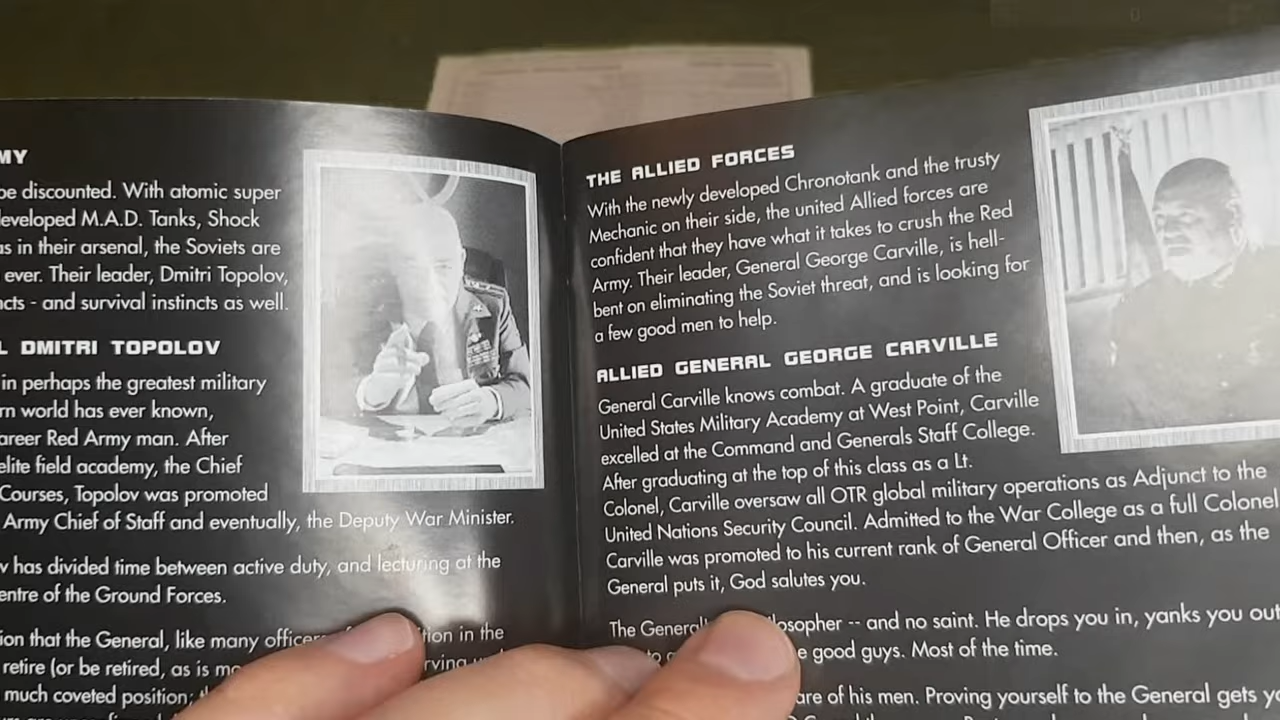 MY
be discounted. With atomic super
developed M.A.D. Tanks, Shock
as in their arsenal, the Soviets are
ever. Their leader, Dmitri Topolov,
ncts - and survival instincts as well.
L DMITRI TOPOLOV
in perhaps the greatest military
rn world has ever known,
areer Red Army man. After
elite field academy, the Chief
Courses, Topolov was promoted
Army Chief of Staff and eventually, the Deputy War Minister.
v has divided time between active duty, and lecturing at the
entre of the Ground Forces.
ion that the General, like many officers tion in the
retire (or be retired, as is mo rving
much coveted position;
THE ALLIED FORCES
With the newly developed Chronotank and the trusty
Mechanic on their side, the united Allied forces are
confident that they have what it takes to crush the Red
Army. Their leader, General George Carville, is hell-
bent on eliminating the Soviet threat, and is looking for
a few good men to help.
ALLIED GENERAL GEORGE CARVILLE
General Carville knows combat. A graduate of the
United States Military Academy at West Point, Carville
excelled at the Command and Generals Staff College.
After graduating at the top of this class as a Lt.
Colonel, Carville oversaw all OTR global military operations as Adjunct to the
United Nations Security Council. Admitted to the War College as a full Colonel
Carville was promoted to his current rank of General Officer and then, as the
General puts it, God salutes you.
The General losopher -- and no saint. He drops you in, yanks you out
e good guys. Most of the time.
are of his men. Proving yourself to the General gets yo